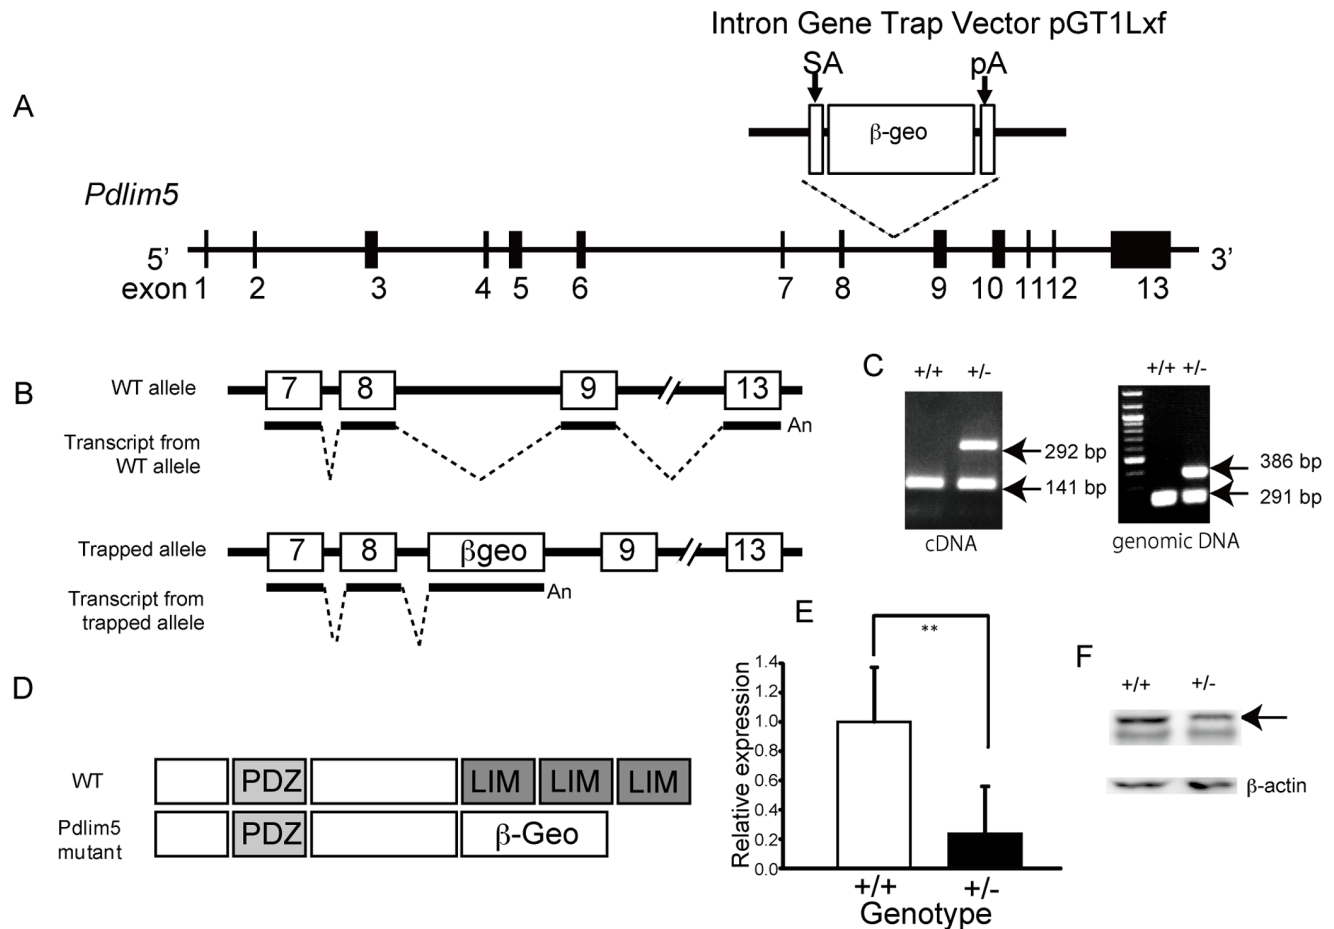 Intron Gene Trap Vector pGT1Lxf
SA
pA
A
β-geo
Pdlim5
5’
3’
exon 1 2 3 4 5 6 7 8 9 10 11 12 13
B
WT allele
7 8 9 13
Transcript from
WT allele
An
Trapped allele
7 8 βgeo 9 13
Transcript from
trapped allele
An
C
+/+ +/-
292 bp
141 bp
cDNA
+/+ +/-
386 bp
291 bp
genomic DNA
D
WT
PDZ LIM LIM LIM
Pdlim5
mutant
PDZ β-Geo
E
**
Relative expression
1.4
1.2
1.0
0.8
0.6
0.4
0.2
0.0
+/+ +/-
Genotype
F
+/+ +/-
β-actin